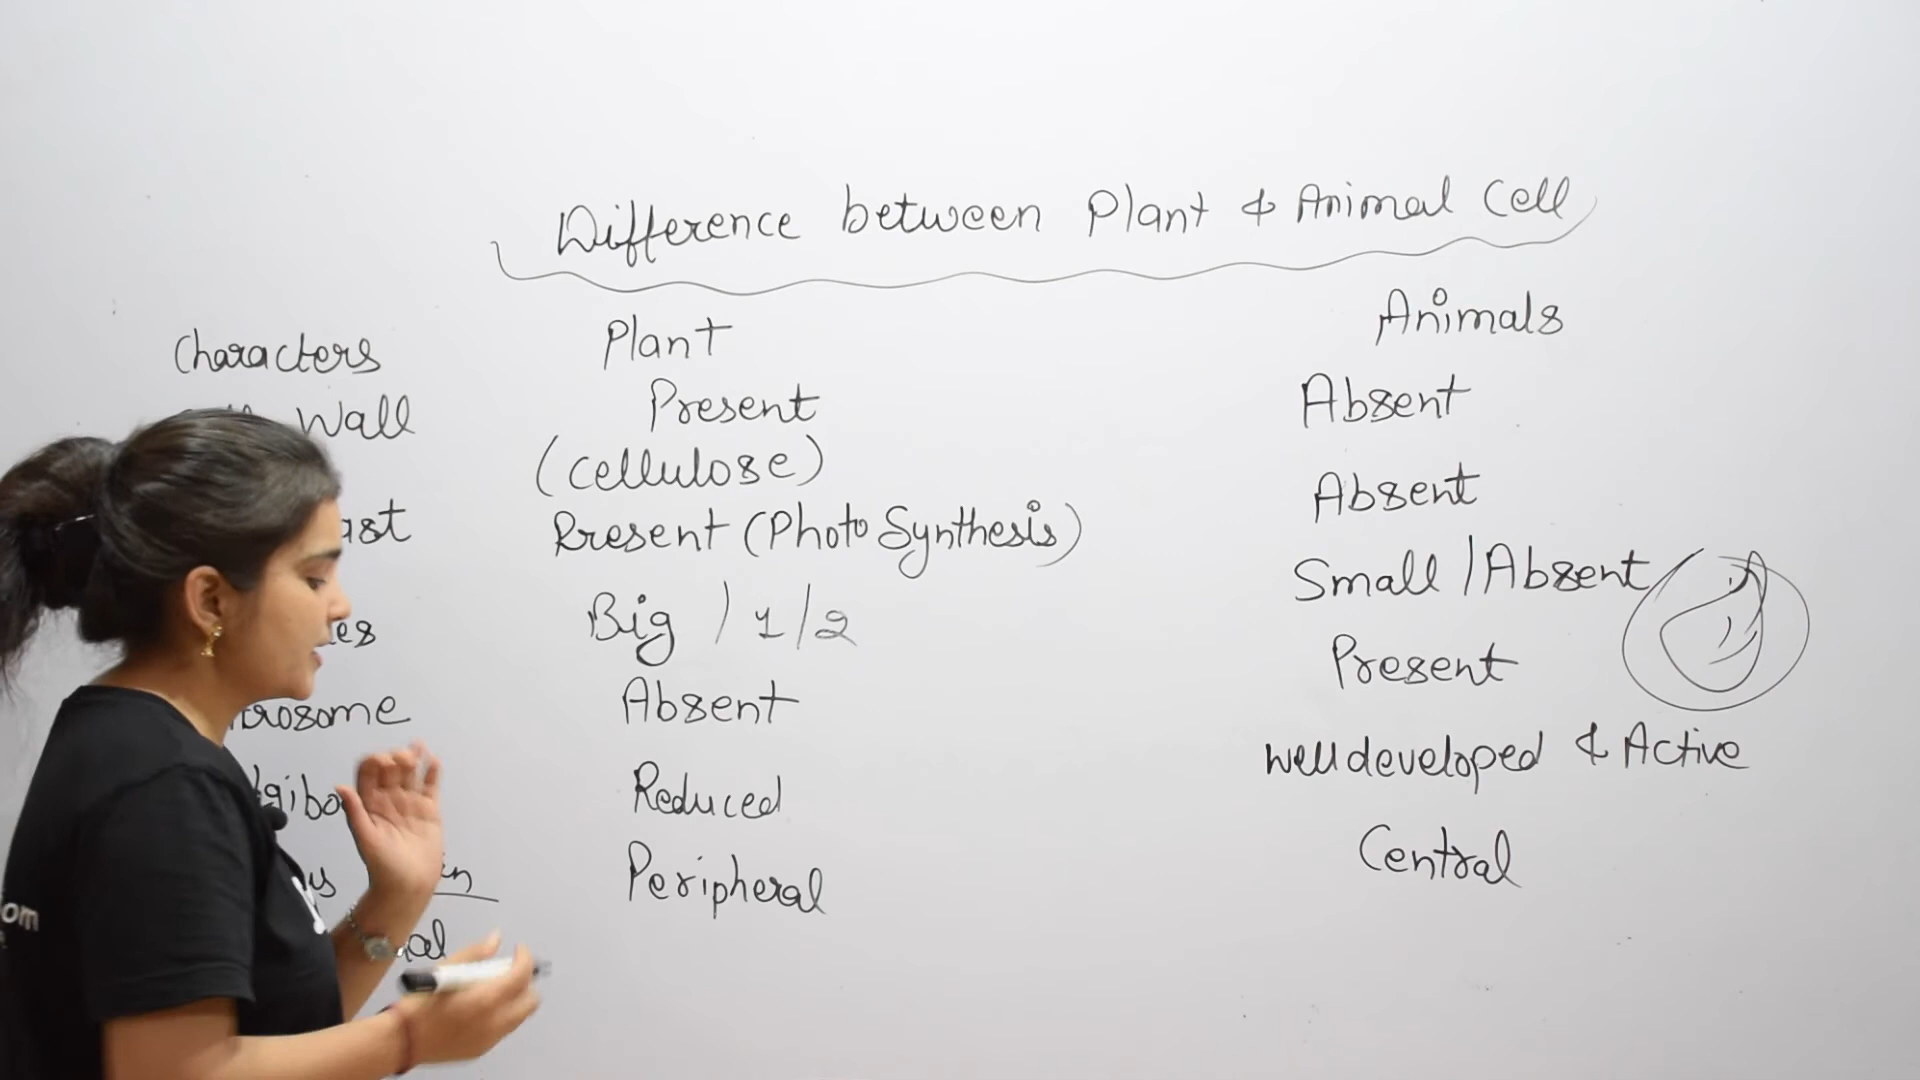 Difference between Plant & Animal Cell
Characters Plant Animals
Wall Present Absent
(cellulose)
Present (Photo Synthesis) Absent
Big / 1/2 Small / Absent
Absent Present
Reduced well developed & Active
Peripheral Central